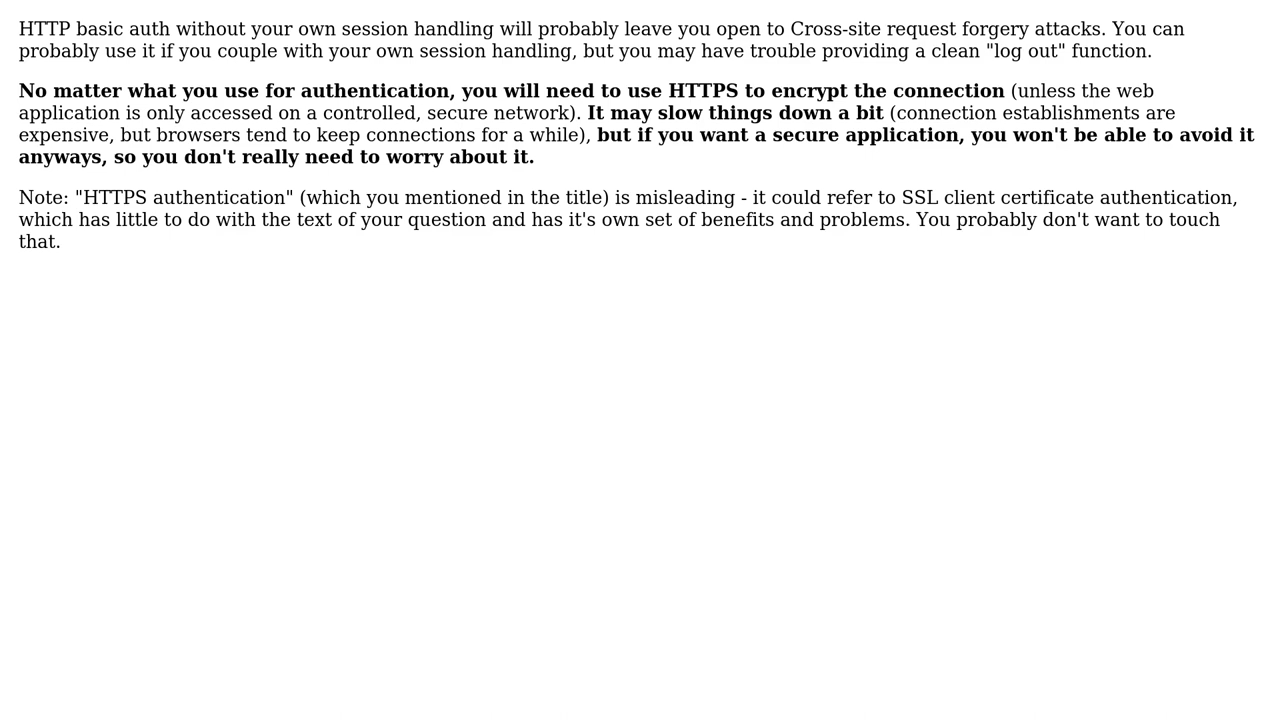 HTTP basic auth without your own session handling will probably leave you open to Cross-site request forgery attacks. You can
probably use it if you couple with your own session handling, but you may have trouble providing a clean "log out" function.
No matter what you use for authentication, you will need to use HTTPS to encrypt the connection (unless the web
application is only accessed on a controlled, secure network). It may slow things down a bit (connection establishments are
expensive, but browsers tend to keep connections for a while), but if you want a secure application, you won't be able to avoid it
anyways, so you don't really need to worry about it.
Note: "HTTPS authentication" (which you mentioned in the title) is misleading - it could refer to SSL client certificate authentication,
which has little to do with the text of your question and has it's own set of benefits and problems. You probably don't want to touch
that.